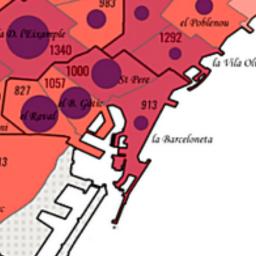 983
el Poblenou
a D. l'Eixample
1340
1292
la Vila Ol
1000
St Pere
1057
827
el B. Gòtic
913
el Raval
la Barceloneta